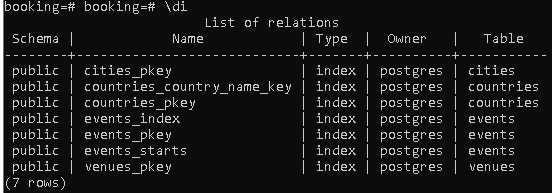 booking=# booking=# \di
List of relations
Schema | Name | Type | Owner | Table
--------+---------------------------+-------+----------+-----------
public | cities_pkey | index | postgres | cities
public | countries_country_name_key | index | postgres | countries
public | countries_pkey | index | postgres | countries
public | events_index | index | postgres | events
public | events_pkey | index | postgres | events
public | events_starts | index | postgres | events
public | venues_pkey | index | postgres | venues
(7 rows)